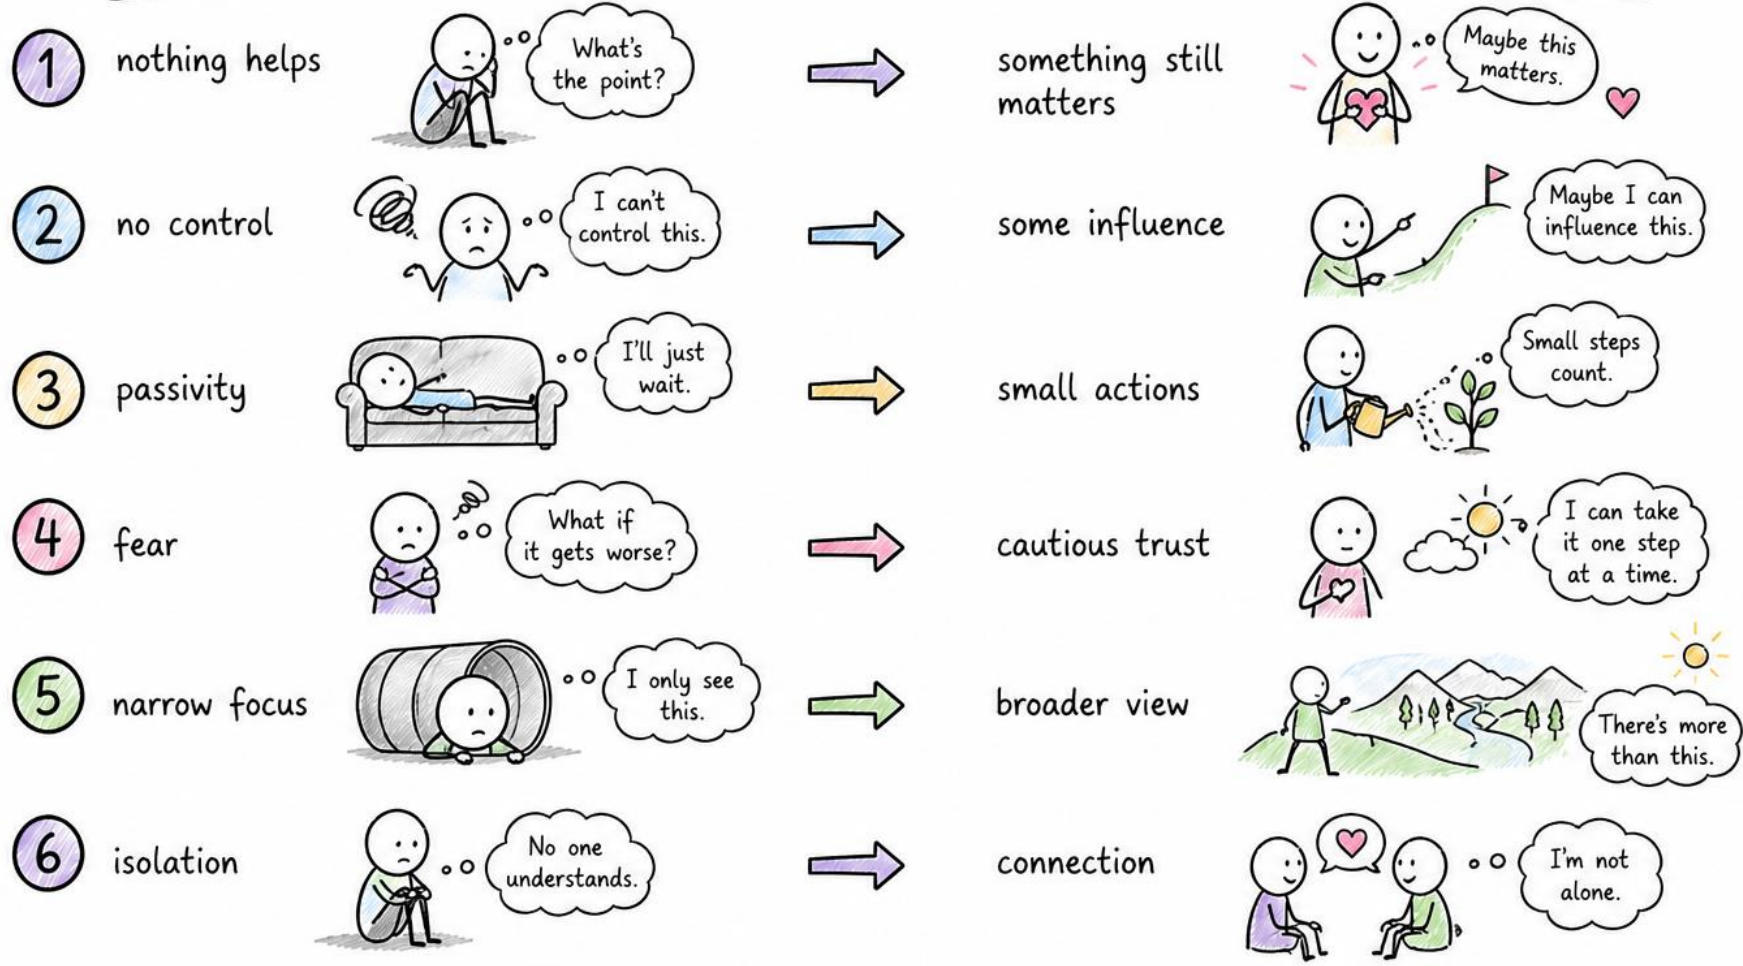 1 nothing helps
What's
the point?
something still
matters
Maybe this
matters.
2 no control
I can't
control this.
some influence
Maybe I can
influence this.
3 passivity
I'll just
wait.
small actions
Small steps
count.
4 fear
What if
it gets worse?
cautious trust
I can take
it one step
at a time.
5 narrow focus
I only see
this.
broader view
There's more
than this.
6 isolation
No one
understands.
connection
I'm not
alone.